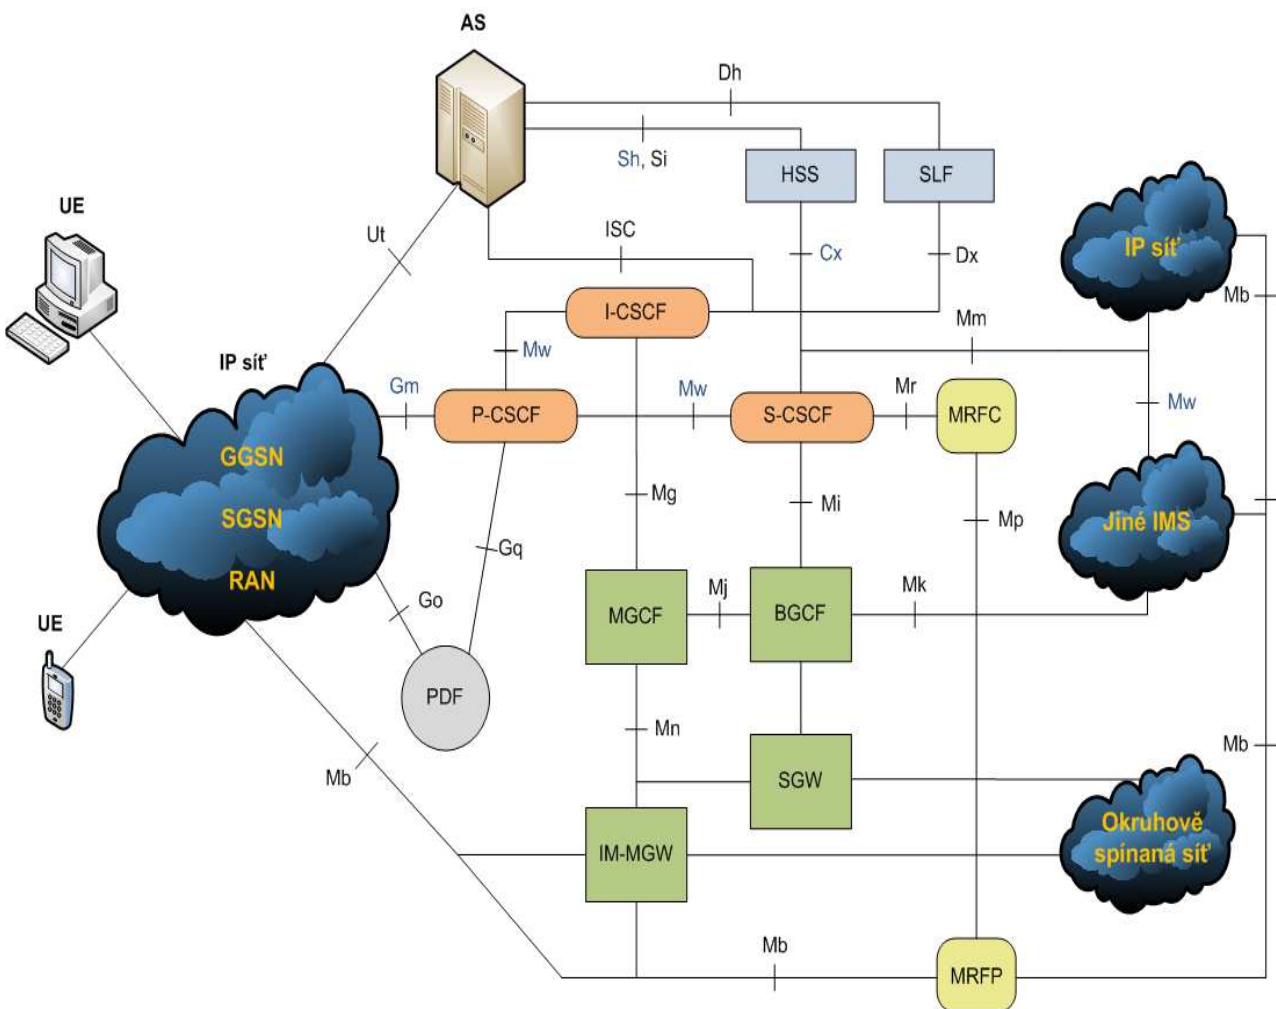 AS
Dh
Sh, Si
HSS
SLF
UE
Ut
ISC
Cx
Dx
IP síť
Mb
I-CSCF
Mm
IP síť
Mw
Gm
P-CSCF
Mw
S-CSCF
Mr
MRFC
Mw
GGSN
SGSN
RAN
Mg
Mi
Mp
Jiné IMS
Gq
Go
UE
MGCF
Mj
BGCF
Mk
PDF
Mn
Mb
SGW
Mb
Okruhově
spínaná síť
IM-MGW
Mb
MRFP